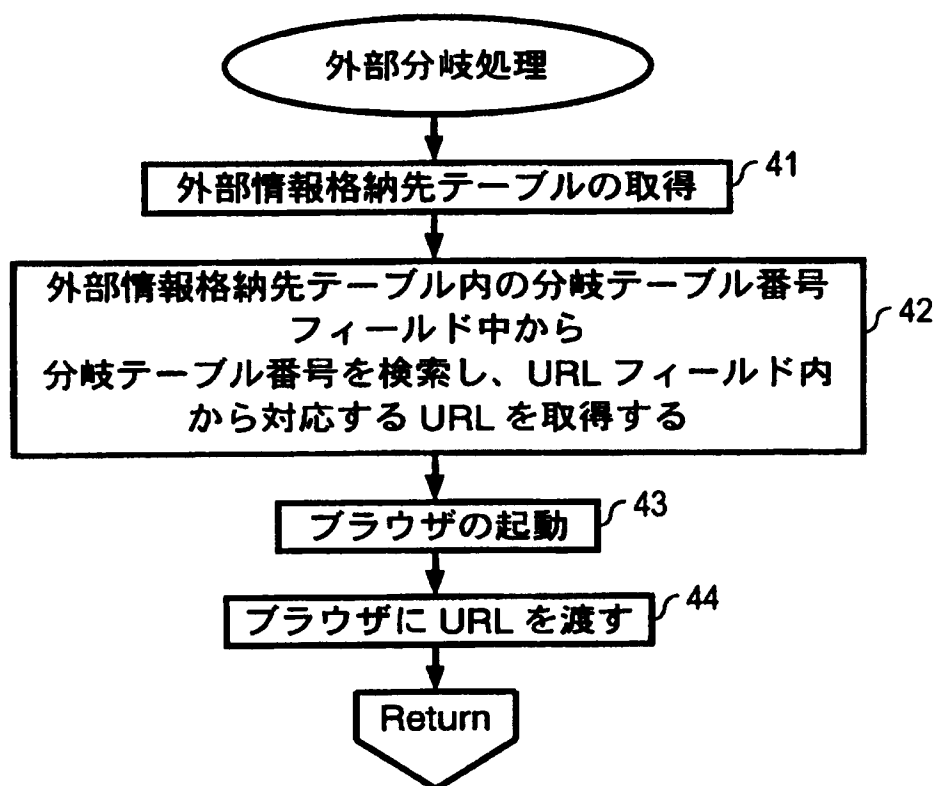 外部分岐処理
外部情報格納先テーブルの取得
41
外部情報格納先テーブル内の分岐テーブル番号
フィールド中から
分岐テーブル番号を検索し、URL フィールド内
から対応する URL を取得する
42
ブラウザの起動
43
ブラウザに URL を渡す
44
Return